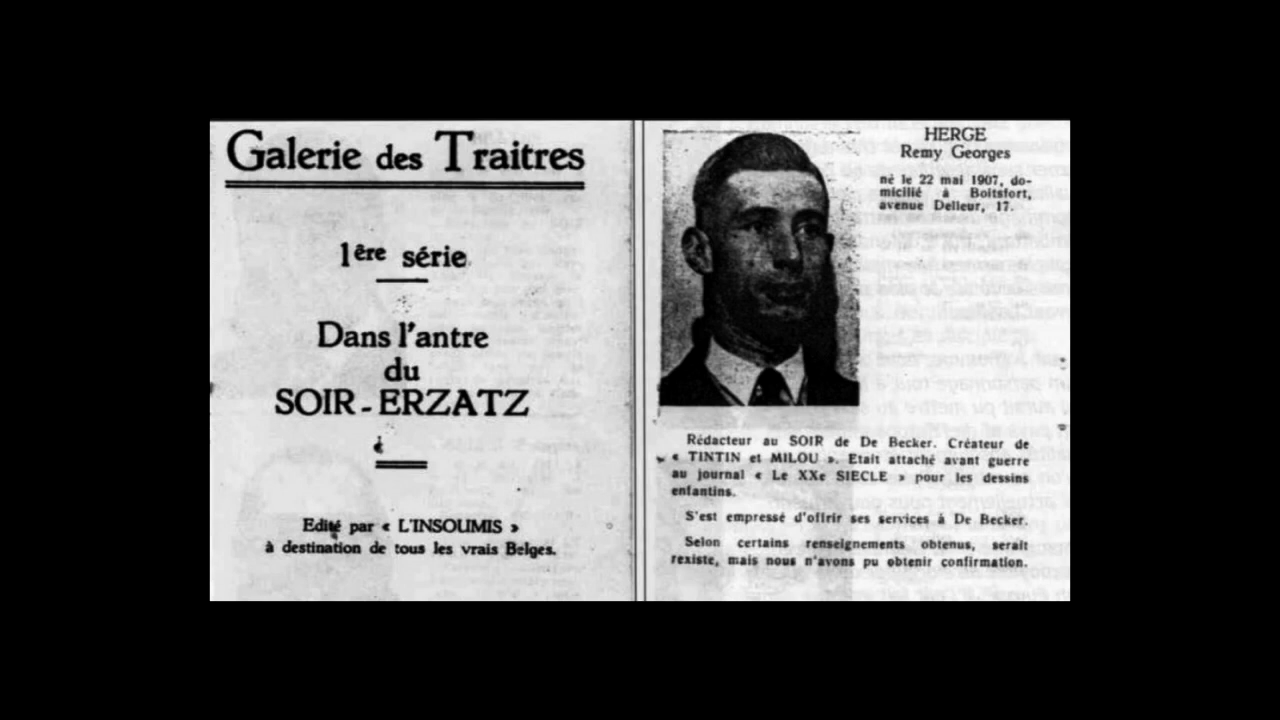 Galerie des Traitres
1ère série
Dans l'antre
du
SOIR-ERZATZ
Edité par « L'INSOUMIS »
à destination de tous les vrais Belges.
HERGE
Remy Georges
né le 22 mai 1907, do-
micilié à Boitsfort,
avenue Delleur, 17.
Rédacteur au SOIR de De Becker. Créateur de
« TINTIN et MILOU ». Etait attaché avant guerre
au journal « Le XXe SIECLE » pour les dessins
enfantins.
S'est empressé d'offrir ses services à De Becker.
Selon certains renseignements obtenus, serait
rexiste, mais nous n'avons pu obtenir confirmation.